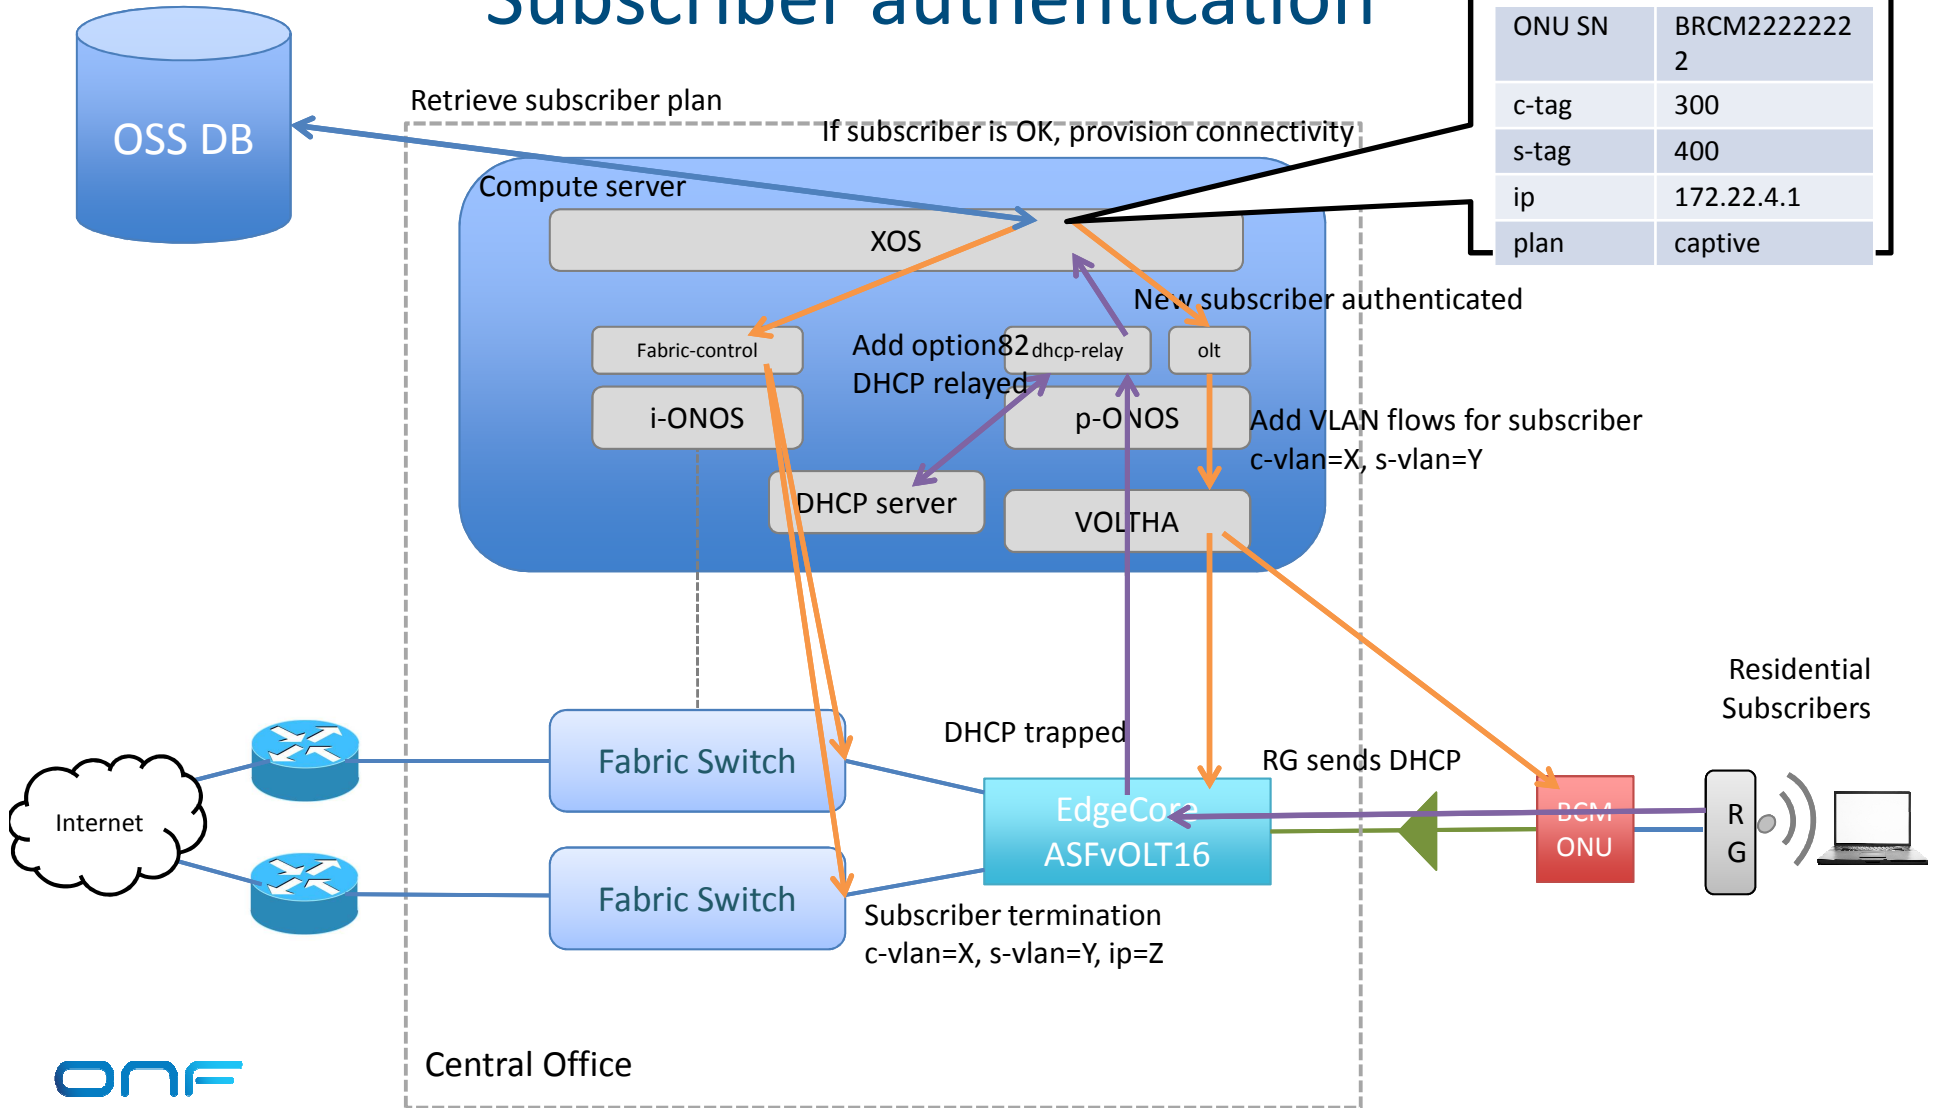 Subscriber authentication
ONU SN
BRCM2222222
2
c-tag
300
s-tag
400
ip
172.22.4.1
plan
captive
OSS DB
Retrieve subscriber plan
If subscriber is OK, provision connectivity
Compute server
XOS
New subscriber authenticated
Fabric-control
Add option82
DHCP relayed
dhcp-relay
olt
i-ONOS
p-ONOS
Add VLAN flows for subscriber
c-vlan=X, s-vlan=Y
DHCP server
VOLTHA
Residential
Subscribers
Fabric Switch
DHCP trapped
RG sends DHCP
Internet
EdgeCore
ASFvOLT16
BCM
ONU
R
G
Fabric Switch
Subscriber termination
c-vlan=X, s-vlan=Y, ip=Z
Central Office
ONF